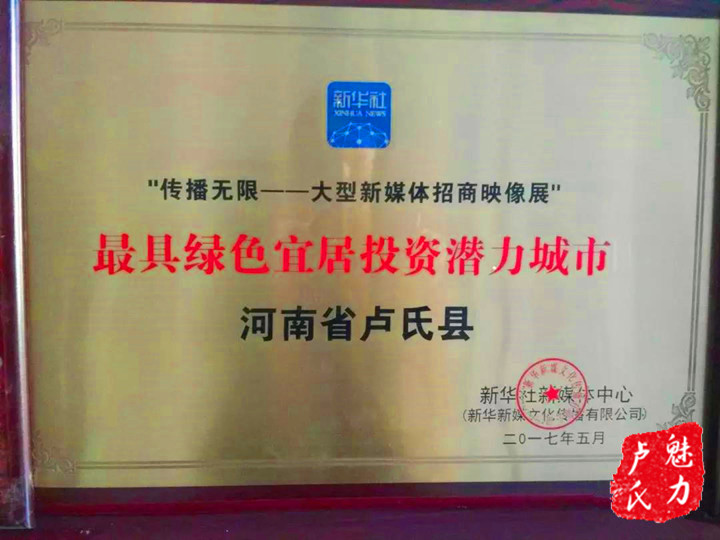 新华社
XINHUA NEWS
"传播无限——大型新媒体招商映像展"
最具绿色宜居投资潜力城市
河南省卢氏县
新华社新媒体中心
(新华新媒文化传播有限公司)
二0一七年五月
魅力
卢氏